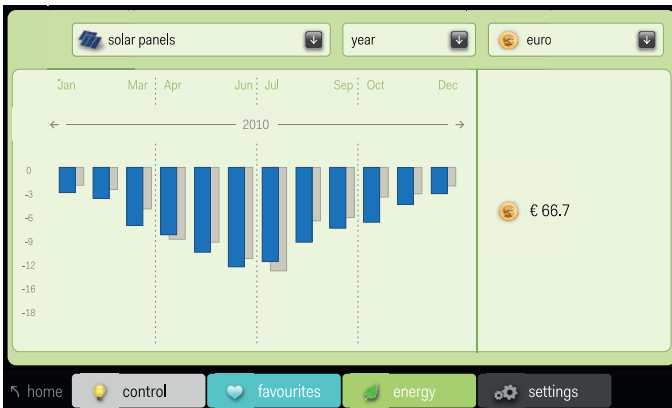 solar panels year euro
Jan Mar Apr Jun Jul Sep Oct Dec
← 2010 →
0
-3
-6
-9
-12
-16
-18
€ 66.7
home control favourites energy settings